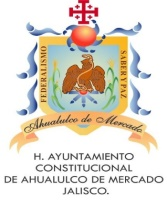 FEDERALISMO
SABER Y PAZ
Ahualulco de Mercado
H. AYUNTAMIENTO
CONSTITUCIONAL
DE AHUALULCO DE MERCADO
JALISCO.